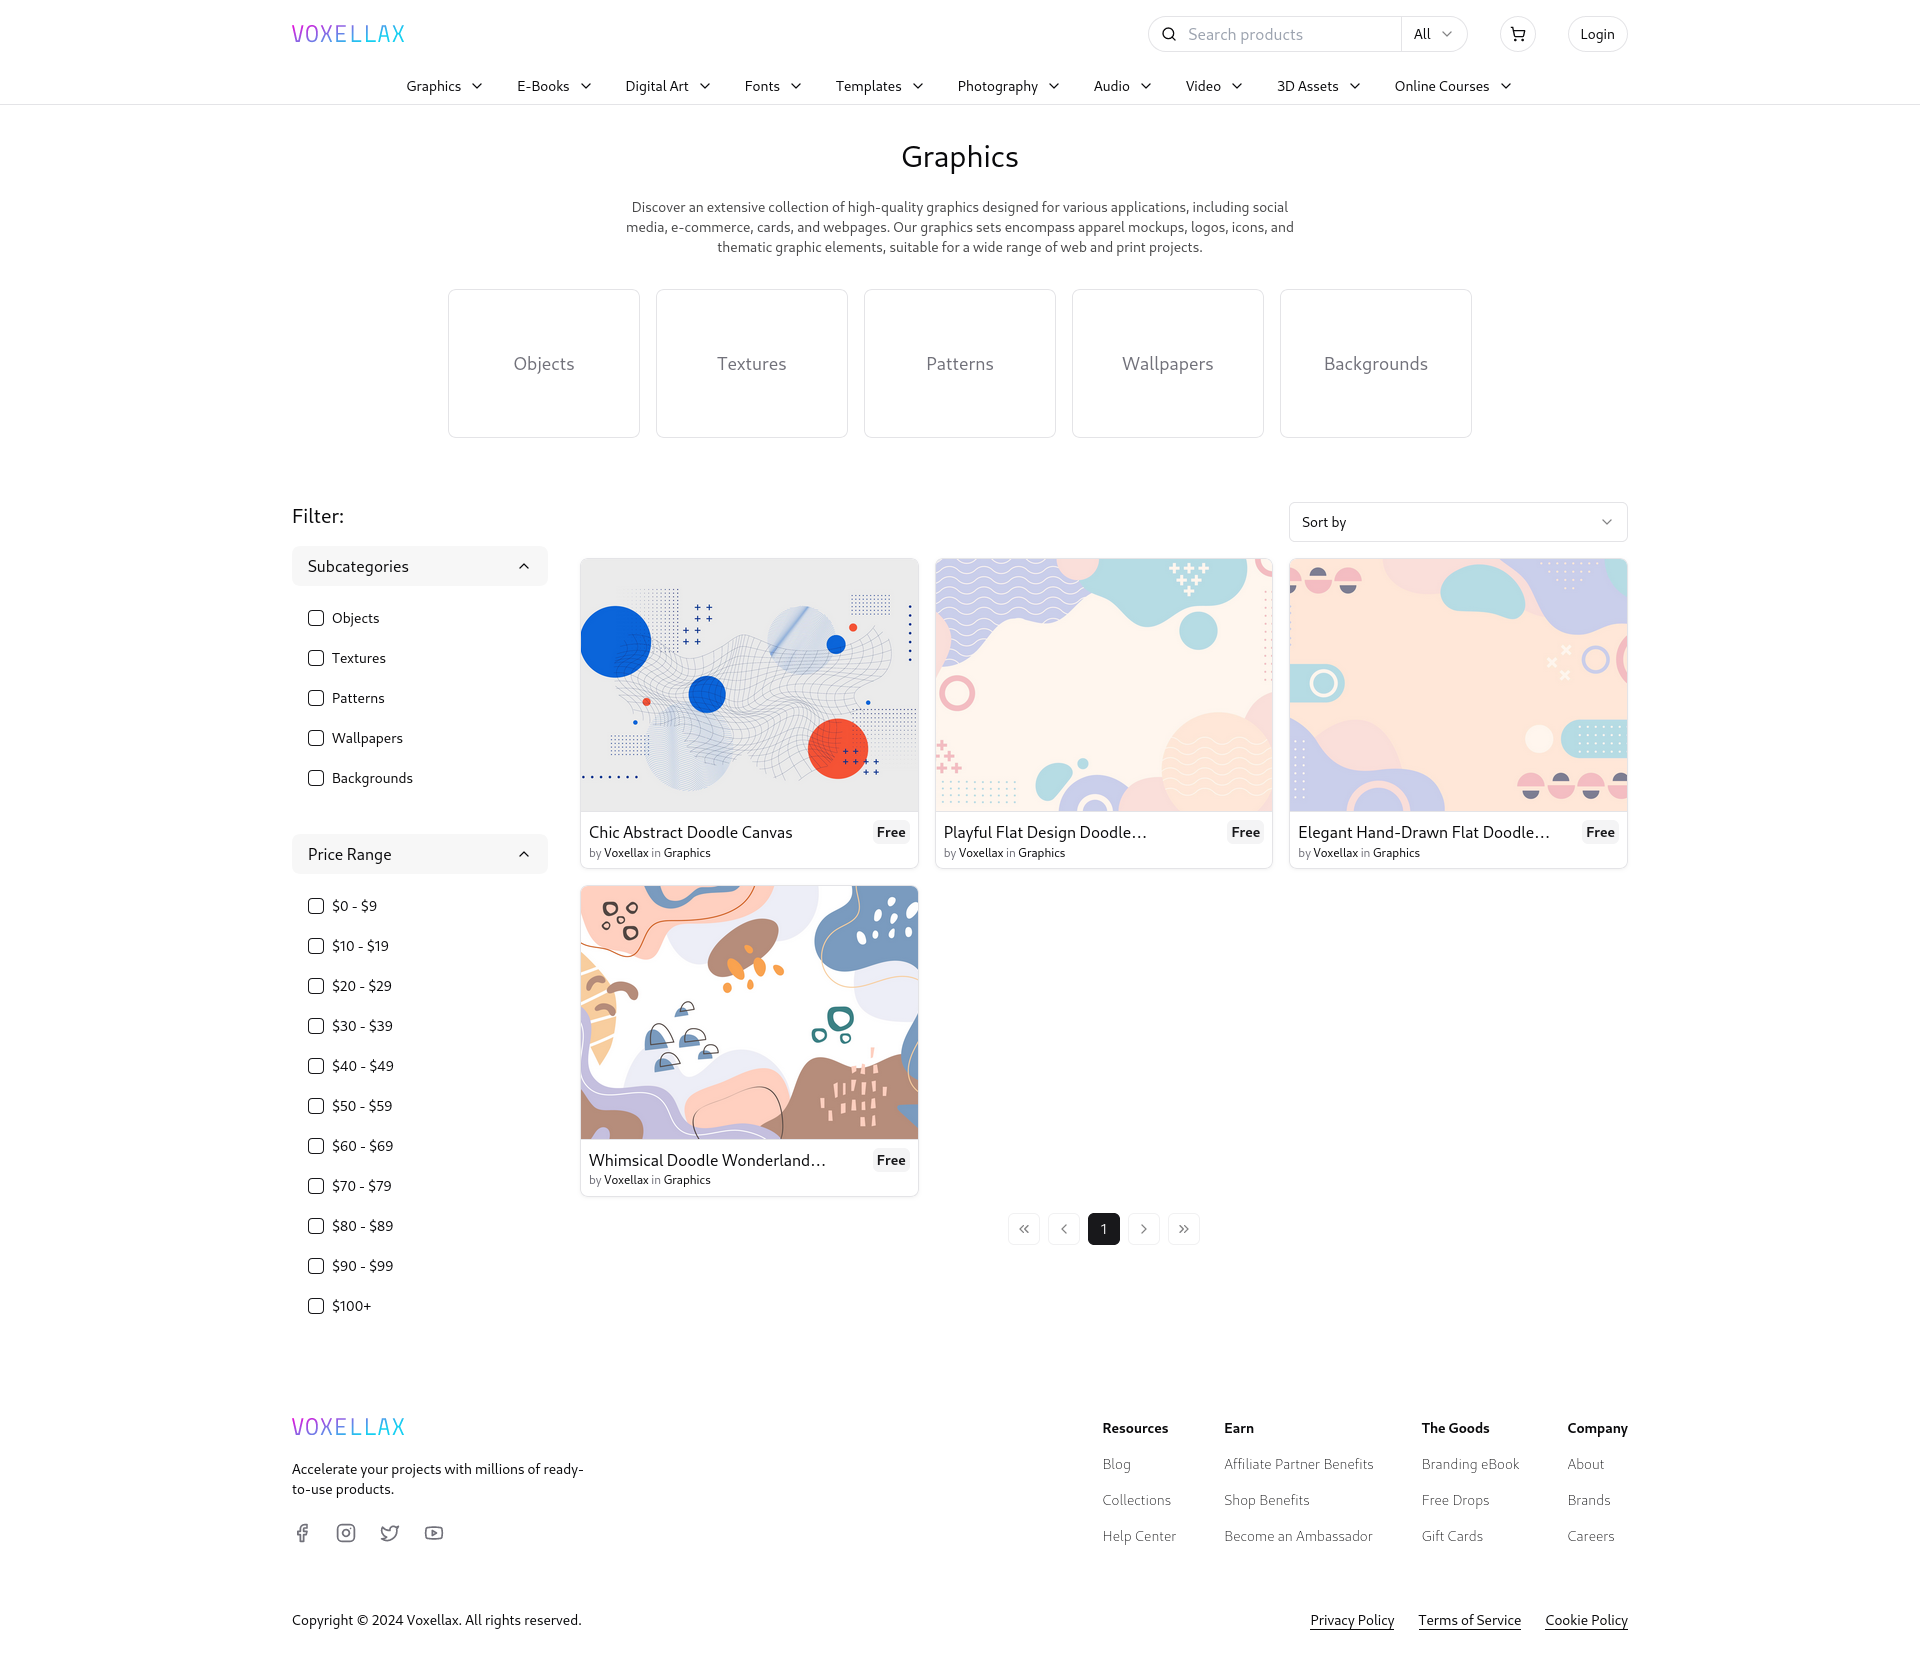 VOXELLAX
Search products
All
Login
Graphics
E-Books
Digital Art
Fonts
Templates
Photography
Audio
Video
3D Assets
Online Courses
Graphics
Discover an extensive collection of high-quality graphics designed for various applications, including social
media, e-commerce, cards, and webpages. Our graphics sets encompass apparel mockups, logos, icons, and
thematic graphic elements, suitable for a wide range of web and print projects.
Objects
Textures
Patterns
Wallpapers
Backgrounds
Filter:
Subcategories
Objects
Textures
Patterns
Wallpapers
Backgrounds
Price Range
$0 - $9
$10 - $19
$20 - $29
$30 - $39
$40 - $49
$50 - $59
$60 - $69
$70 - $79
$80 - $89
$90 - $99
$100+
Sort by
Chic Abstract Doodle Canvas
Free
by Voxellax in Graphics
Playful Flat Design Doodle...
Free
by Voxellax in Graphics
Elegant Hand-Drawn Flat Doodle...
Free
by Voxellax in Graphics
Whimsical Doodle Wonderland...
Free
by Voxellax in Graphics
1
VOXELLAX
Accelerate your projects with millions of ready-
to-use products.
Resources
Blog
Collections
Help Center
Earn
Affiliate Partner Benefits
Shop Benefits
Become an Ambassador
The Goods
Branding eBook
Free Drops
Gift Cards
Company
About
Brands
Careers
Copyright © 2024 Voxellax. All rights reserved.
Privacy Policy
Terms of Service
Cookie Policy